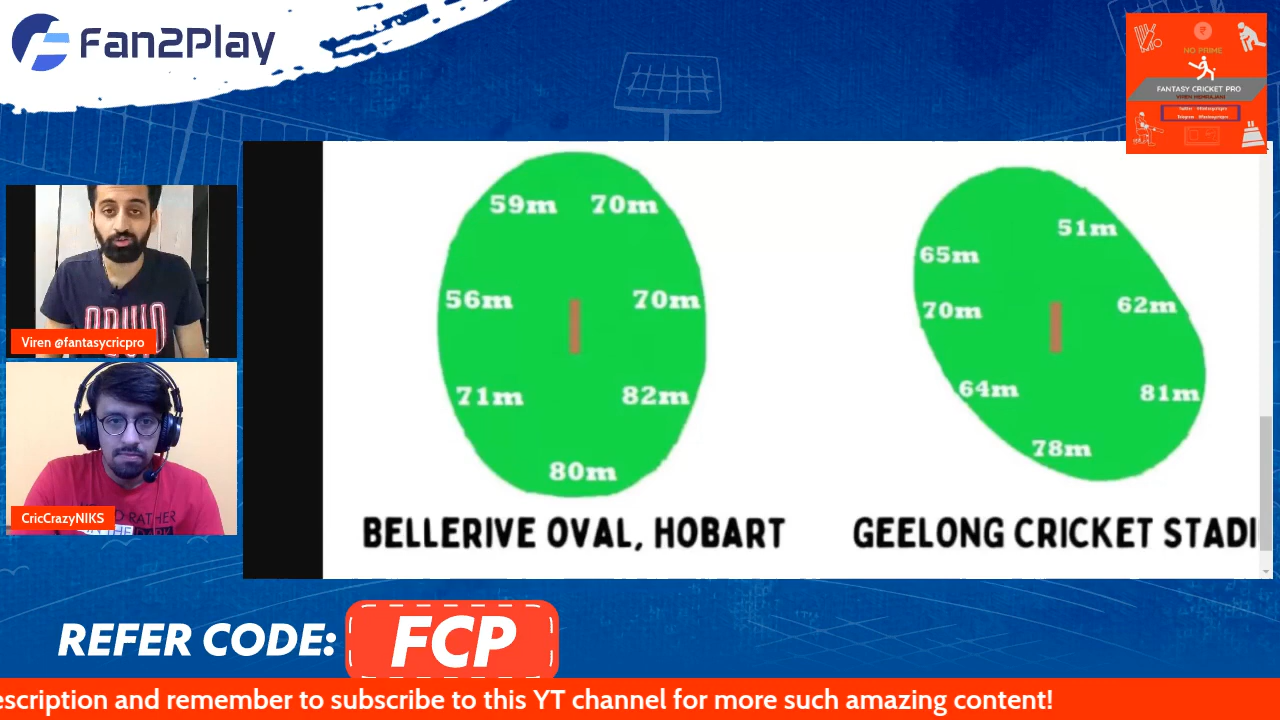 Fan2Play
NO PRIME
FANTASY CRICKET PRO
59m 70m
56m 70m
71m 82m
80m
51m
65m
62m
70m
64m 81m
78m
BELLERIVE OVAL, HOBART
GEELONG CRICKET STADI
Viren @fantasycricpro
CricCrazyNIKS
REFER CODE: FCP
escription and remember to subscribe to this YT channel for more such amazing content!